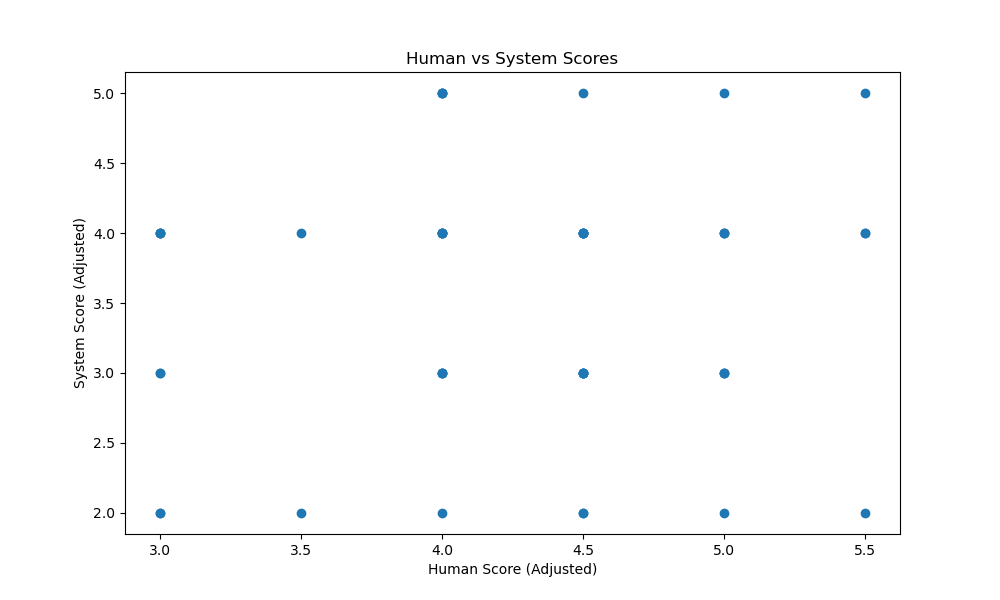 Human vs System Scores
5.0
4.5
4.0
3.5
3.0
2.5
2.0
System Score (Adjusted)
3.0 3.5 4.0 4.5 5.0 5.5
Human Score (Adjusted)